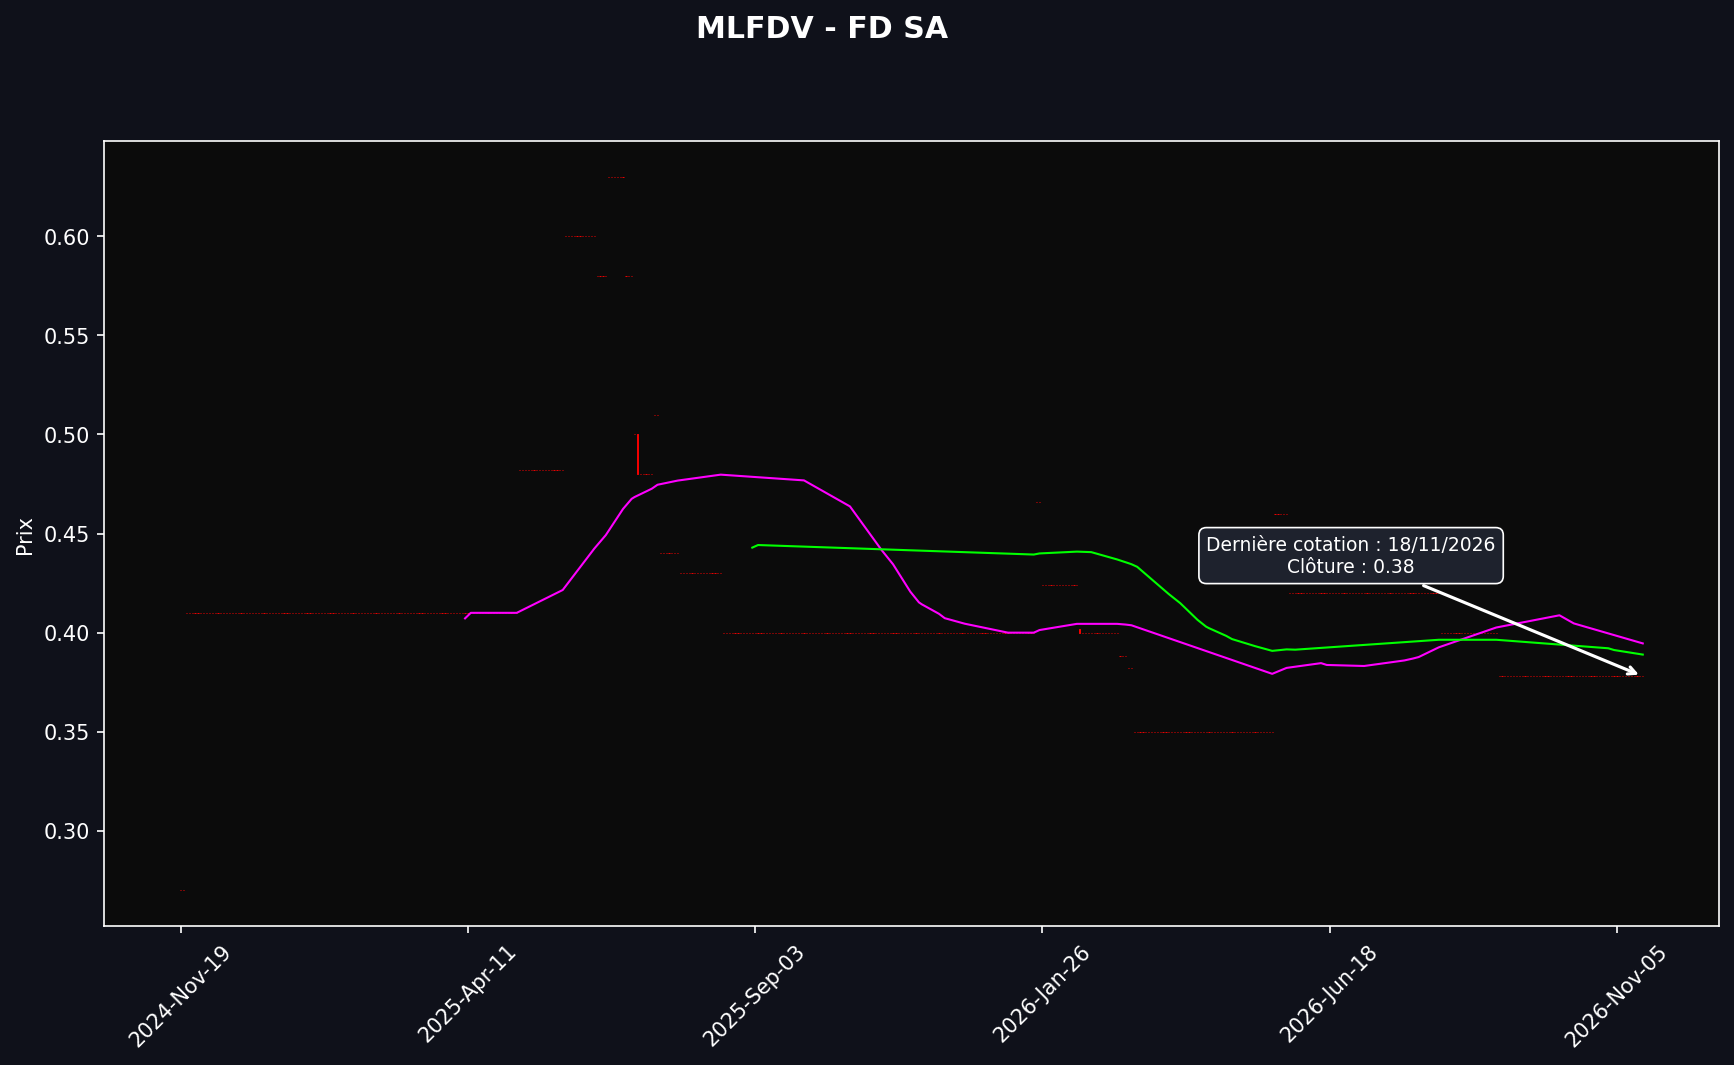 MLFDV - FD SA
Prix
0.60
0.55
0.50
0.45
0.40
0.35
0.30
Dernière cotation : 18/11/2026
Clôture : 0.38
2024-Nov-19
2025-Apr-11
2025-Sep-03
2026-Jan-26
2026-Jun-18
2026-Nov-05